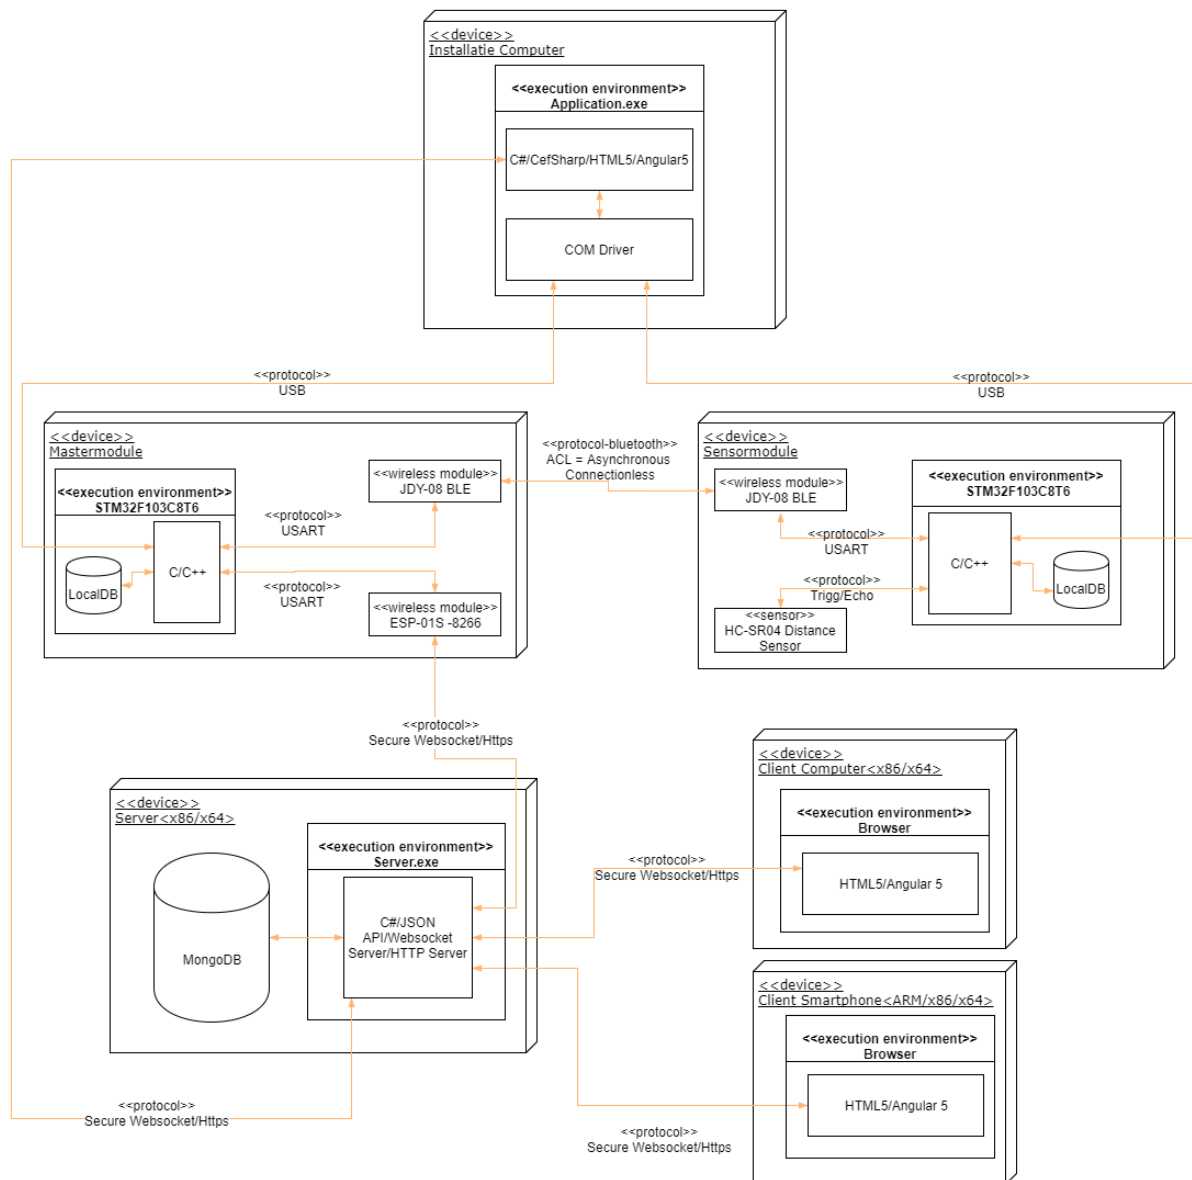 <<device>>
Installatie Computer
<<execution environment>>
Application.exe
C#/CefSharp/HTML5/Angular5
COM Driver
<<protocol>>
USB
<<protocol>>
USB
<<device>>
Mastermodule
<<execution environment>>
STM32F103C8T6
C/C++
LocalDB
<<protocol>>
USART
<<protocol>>
USART
<<wireless module>>
JDY-08 BLE
<<wireless module>>
ESP-01S -8266
<<protocol-bluetooth>>
ACL = Asynchronous
Connectionless
<<device>>
Sensormodule
<<wireless module>>
JDY-08 BLE
<<protocol>>
USART
<<protocol>>
Trigg/Echo
<<sensor>>
HC-SR04 Distance
Sensor
<<execution environment>>
STM32F103C8T6
C/C++
LocalDB
<<protocol>>
Secure Websocket/Https
<<device>>
Server<x86/x64>
MongoDB
<<execution environment>>
Server.exe
C#/JSON
API/Websocket
Server/HTTP Server
<<protocol>>
Secure Websocket/Https
<<device>>
Client Computer<x86/x64>
<<execution environment>>
Browser
HTML5/Angular 5
<<device>>
Client Smartphone<ARM/x86/x64>
<<execution environment>>
Browser
HTML5/Angular 5
<<protocol>>
Secure Websocket/Https
<<protocol>>
Secure Websocket/Https